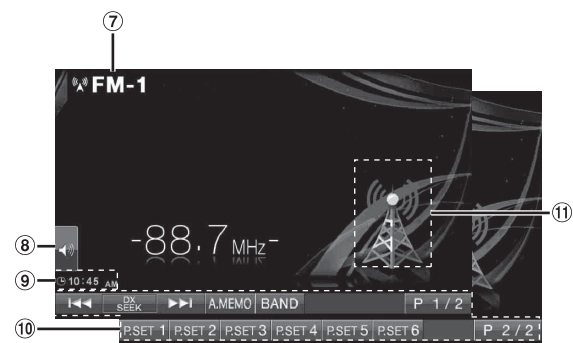 ⑦
FM-1
⑧
-88.7 MHz-
⑪
⑨
10:45 AM
DX SEEK A.MEMO BAND P 1/2
⑩
P.SET 1 P.SET 2 P.SET 3 P.SET 4 P.SET 5 P.SET 6 P 2/2